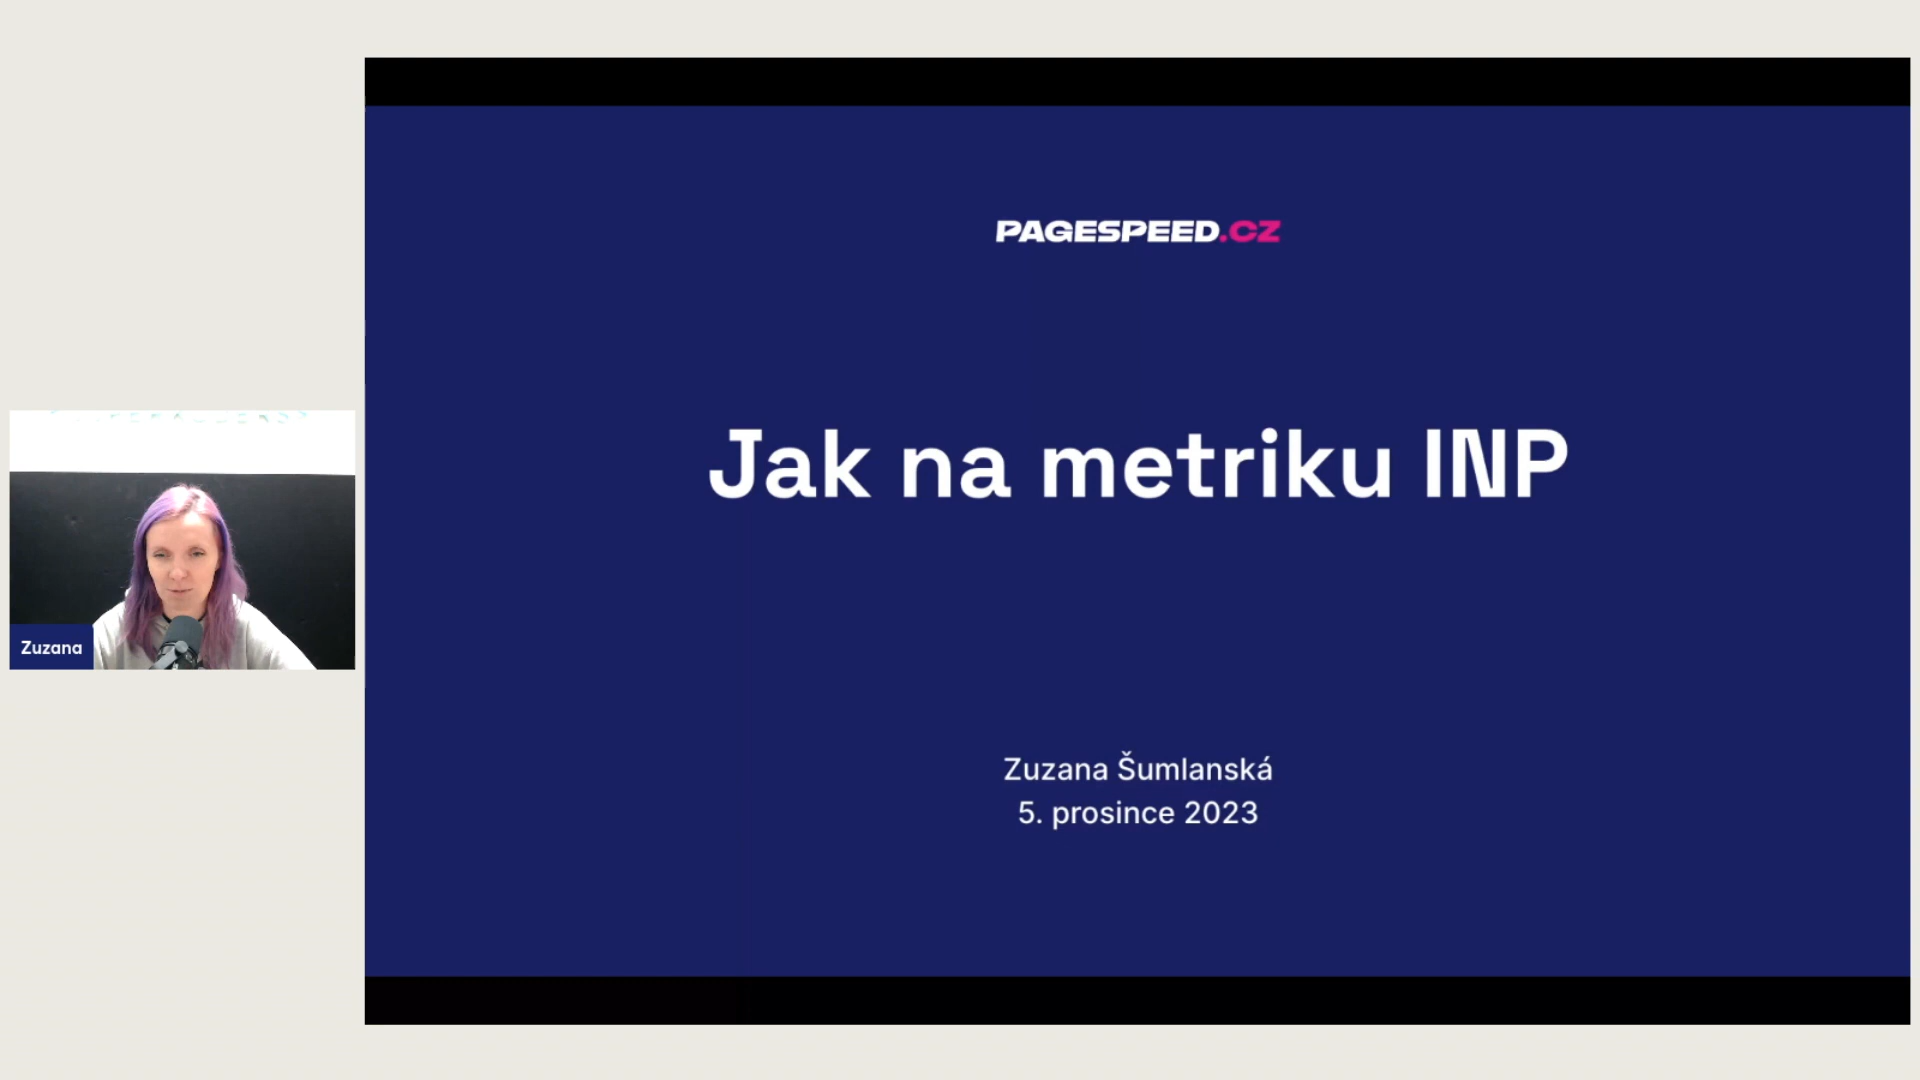 PAGESPEED.CZ
Jak na metriku INP
Zuzana Šumlanská
5. prosince 2023
Zuzana